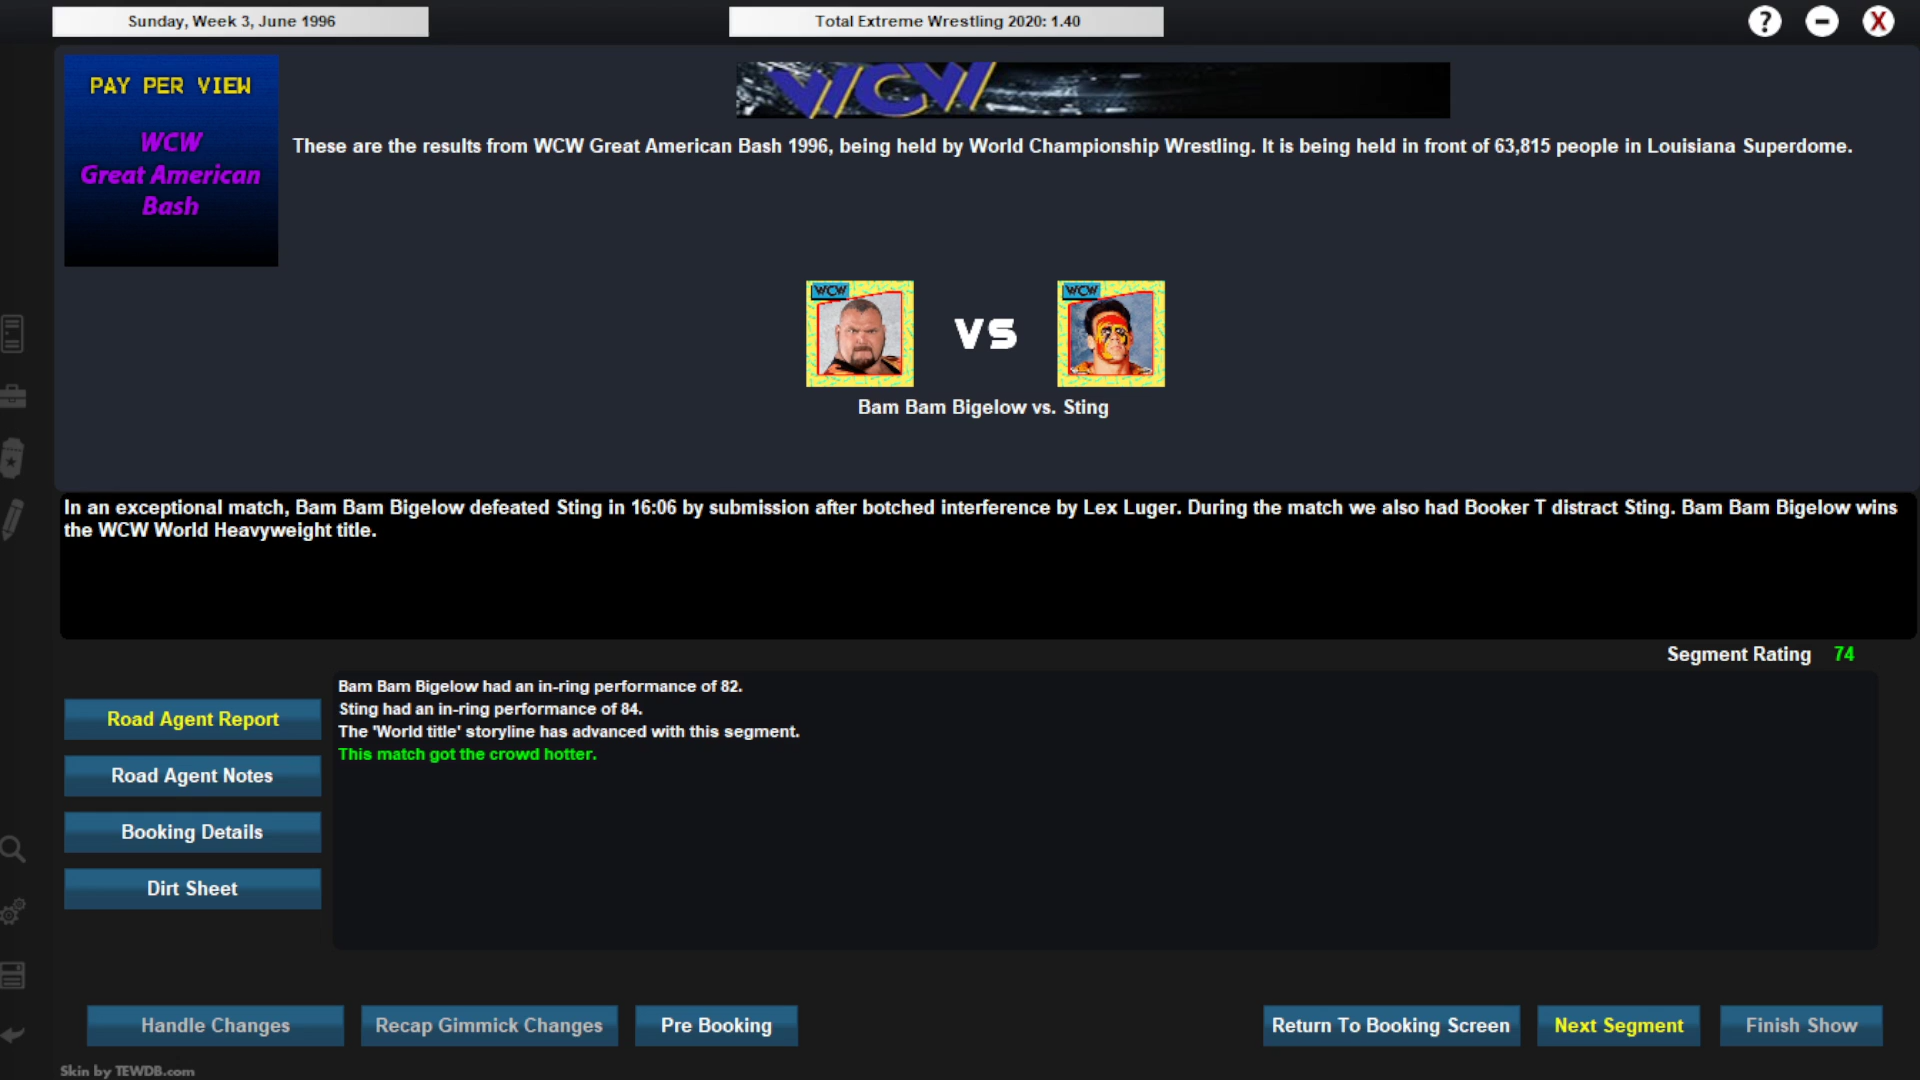 Sunday, Week 3, June 1996
Total Extreme Wrestling 2020: 1.40
?
X
PAY PER VIEW
WCW
Great American
Bash
WCW
These are the results from WCW Great American Bash 1996, being held by World Championship Wrestling. It is being held in front of 63,815 people in Louisiana Superdome.
WCW
VS
WCW
Bam Bam Bigelow vs. Sting
In an exceptional match, Bam Bam Bigelow defeated Sting in 16:06 by submission after botched interference by Lex Luger. During the match we also had Booker T distract Sting. Bam Bam Bigelow wins
the WCW World Heavyweight title.
Segment Rating 74
Road Agent Report
Road Agent Notes
Booking Details
Dirt Sheet
Bam Bam Bigelow had an in-ring performance of 82.
Sting had an in-ring performance of 84.
The 'World title' storyline has advanced with this segment.
This match got the crowd hotter.
Handle Changes
Recap Gimmick Changes
Pre Booking
Return To Booking Screen
Next Segment
Finish Show
Skin by TEWDB.com